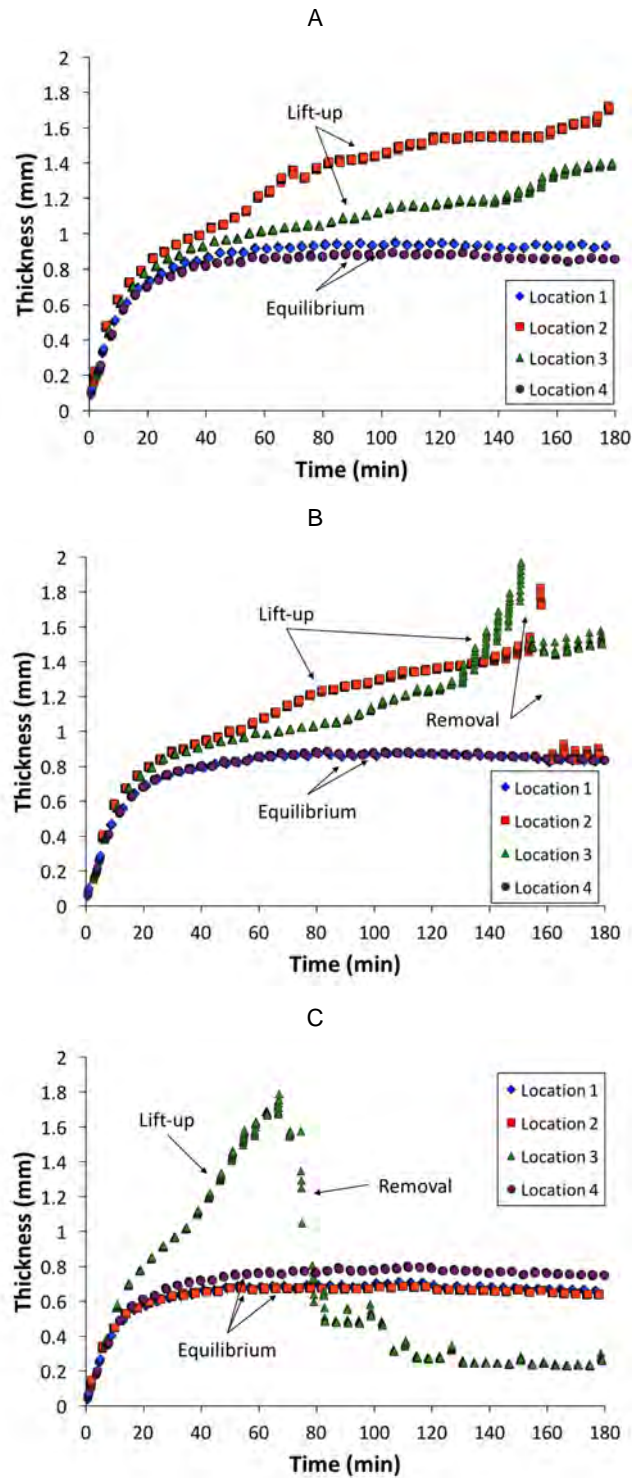 A
2
1.8
1.6
1.4
1.2
1
0.8
0.6
0.4
0.2
0
Thickness (mm)
Lift-up
Equilibrium
Location 1
Location 2
Location 3
Location 4
0 20 40 60 80 100 120 140 160 180
Time (min)
B
2
1.8
1.6
1.4
1.2
1
0.8
0.6
0.4
0.2
0
Thickness (mm)
Lift-up
Removal
Equilibrium
Location 1
Location 2
Location 3
Location 4
0 20 40 60 80 100 120 140 160 180
Time (min)
C
2
1.8
1.6
1.4
1.2
1
0.8
0.6
0.4
0.2
0
Thickness (mm)
Location 1
Location 2
Location 3
Location 4
Lift-up
Removal
Equilibrium
0 20 40 60 80 100 120 140 160 180
Time (min)